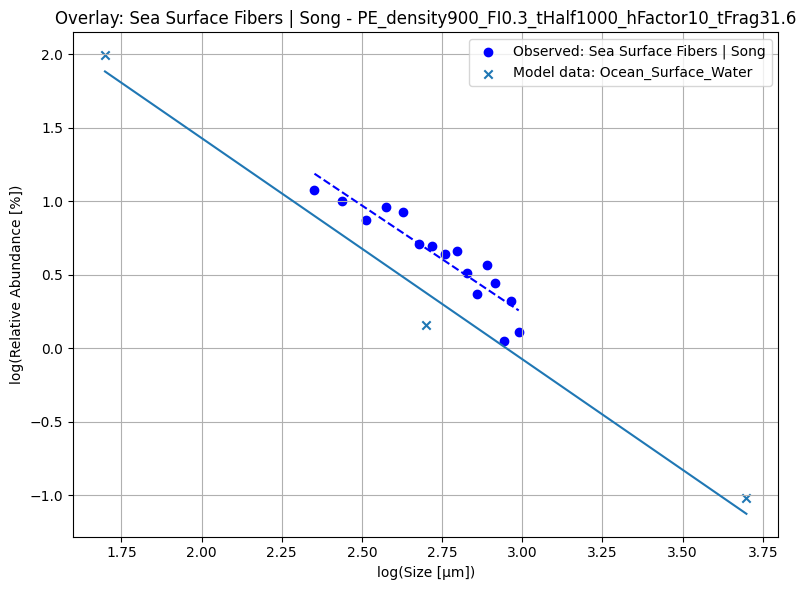 Overlay: Sea Surface Fibers | Song - PE_density900_FI0.3_tHalf1000_hFactor10_tFrag31.6
Observed: Sea Surface Fibers | Song
Model data: Ocean_Surface_Water
log(Relative Abundance [%])
2.0
1.5
1.0
0.5
0.0
−0.5
−1.0
1.75 2.00 2.25 2.50 2.75 3.00 3.25 3.50 3.75
log(Size [μm])